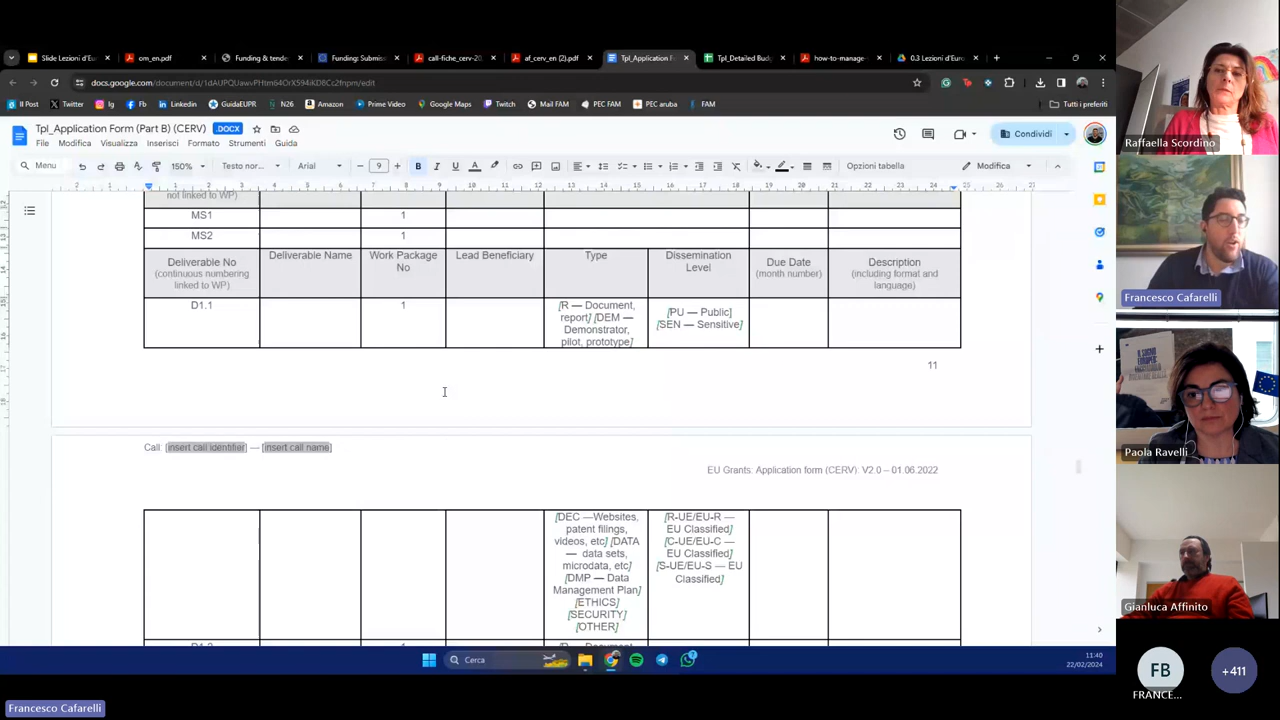 Slide Lezioni d'Euro
om_en.pdf
Funding & tende
Funding: Submiss
call-fiche_cerv-20
af_cerv_en (2).pdf
Tpl_Application F
Tpl_Detailed Budg
how-to-manage-
0.3 Lezioni d'Euro
docs.google.com
Il Post
Twitter
Ig
Fb
Linkedin
GuidaEUPR
N26
Amazon
Prime Video
Google Maps
Twitch
Mail FAM
PEC FAM
PEC aruba
FAM
Tutti i preferiti
Tpl_Application Form (Part B) (CERV)
.DOCX
File
Modifica
Visualizza
Inserisci
Formato
Strumenti
Guida
Condividi
Menu
150%
Testo nor...
Arial
9
Opzioni tabella
Modifica
not linked to WP)
MS1
1
MS2
1
Deliverable No
(continuous numbering
linked to WP)
Deliverable Name
Work Package
No
Lead Beneficiary
Type
Dissemination
Level
Due Date
(month number)
Description
(including format and
language)
D1.1
1
[R — Document,
report] [DEM —
Demonstrator,
pilot, prototype]
[PU — Public]
[SEN — Sensitive]
11
Call: [insert call identifier] — [insert call name]
EU Grants: Application form (CERV): V2.0 – 01.06.2022
[DEC —Websites,
patent filings,
videos, etc] [DATA
— data sets,
microdata, etc]
[DMP — Data
Management Plan]
[ETHICS]
[SECURITY]
[OTHER]
[R-UE/EU-R —
EU Classified]
[C-UE/EU-C —
EU Classified]
[S-UE/EU-S — EU
Classified]
D1.2
1
[R — Document,
Cerca
11:40
22/02/2024
Francesco Cafarelli
Raffaella Scordino
Francesco Cafarelli
Paola Ravelli
Gianluca Affinito
FB
FRANCE...
+411